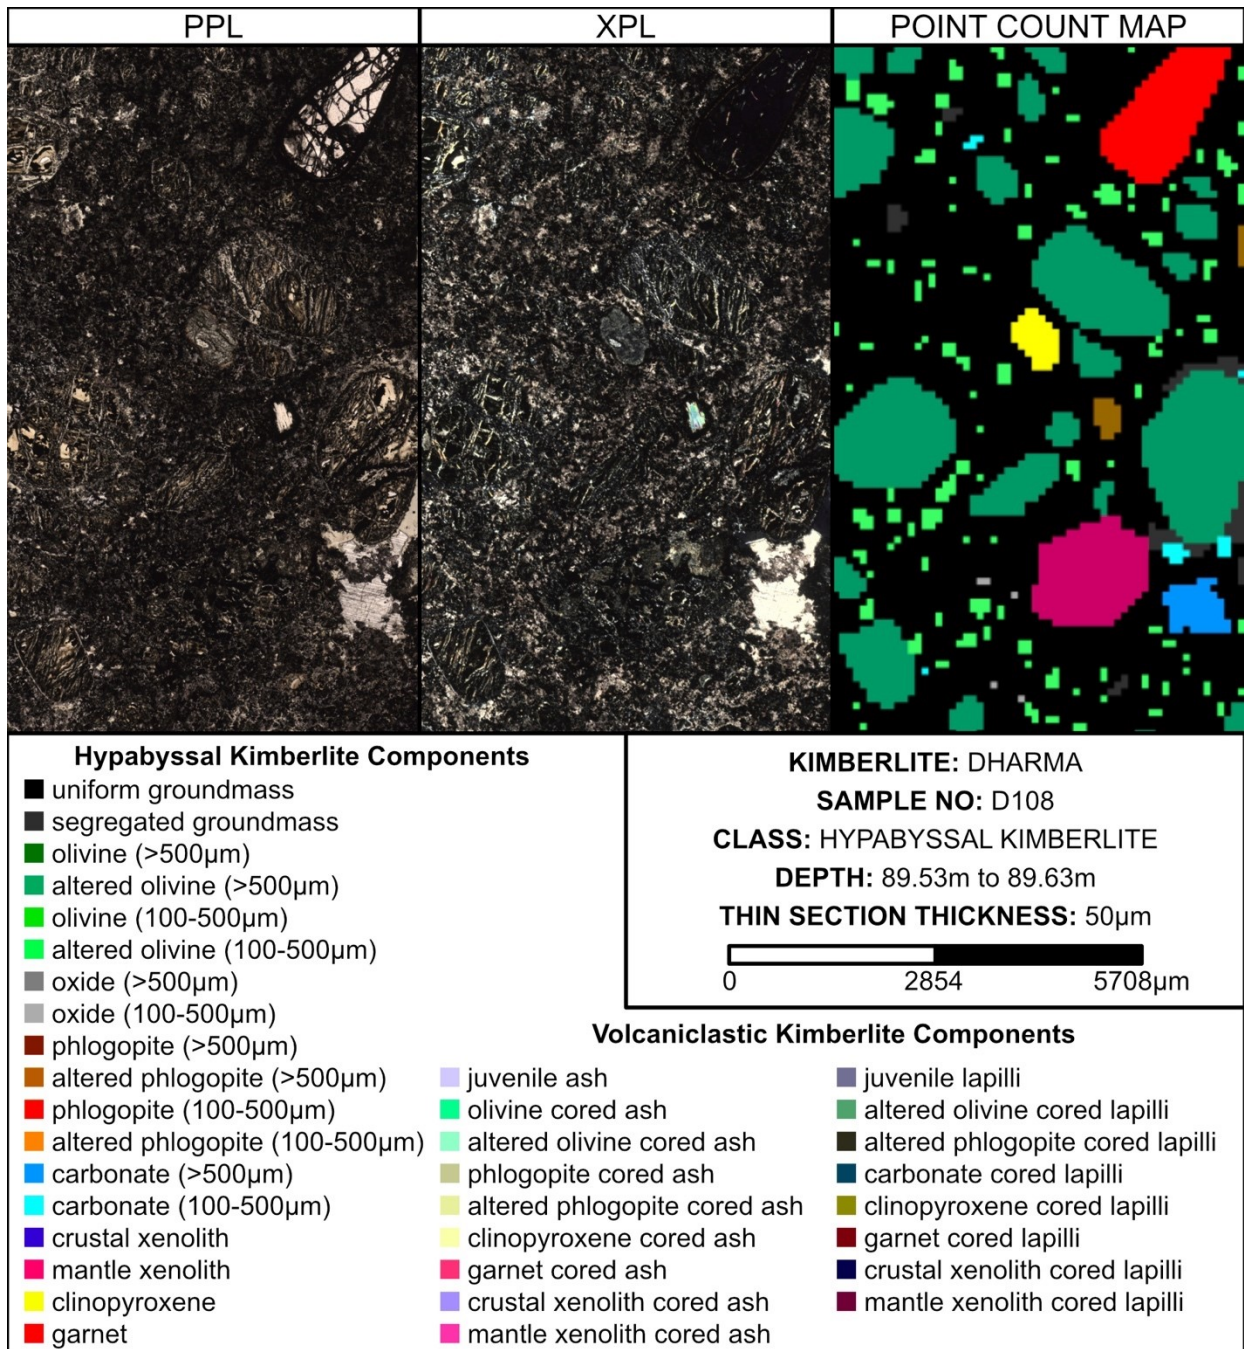 PPL
XPL
POINT COUNT MAP
Hypabyssal Kimberlite Components
uniform groundmass
segregated groundmass
olivine (>500µm)
altered olivine (>500µm)
olivine (100-500µm)
altered olivine (100-500µm)
oxide (>500µm)
oxide (100-500µm)
phlogopite (>500µm)
altered phlogopite (>500µm)
phlogopite (100-500µm)
altered phlogopite (100-500µm)
carbonate (>500µm)
carbonate (100-500µm)
crustal xenolith
mantle xenolith
clinopyroxene
garnet
KIMBERLITE: DHARMA
SAMPLE NO: D108
CLASS: HYPABYSSAL KIMBERLITE
DEPTH: 89.53m to 89.63m
THIN SECTION THICKNESS: 50µm
0 2854 5708µm
Volcaniclastic Kimberlite Components
juvenile ash
olivine cored ash
altered olivine cored ash
phlogopite cored ash
altered phlogopite cored ash
clinopyroxene cored ash
garnet cored ash
crustal xenolith cored ash
mantle xenolith cored ash
juvenile lapilli
altered olivine cored lapilli
altered phlogopite cored lapilli
carbonate cored lapilli
clinopyroxene cored lapilli
garnet cored lapilli
crustal xenolith cored lapilli
mantle xenolith cored lapilli